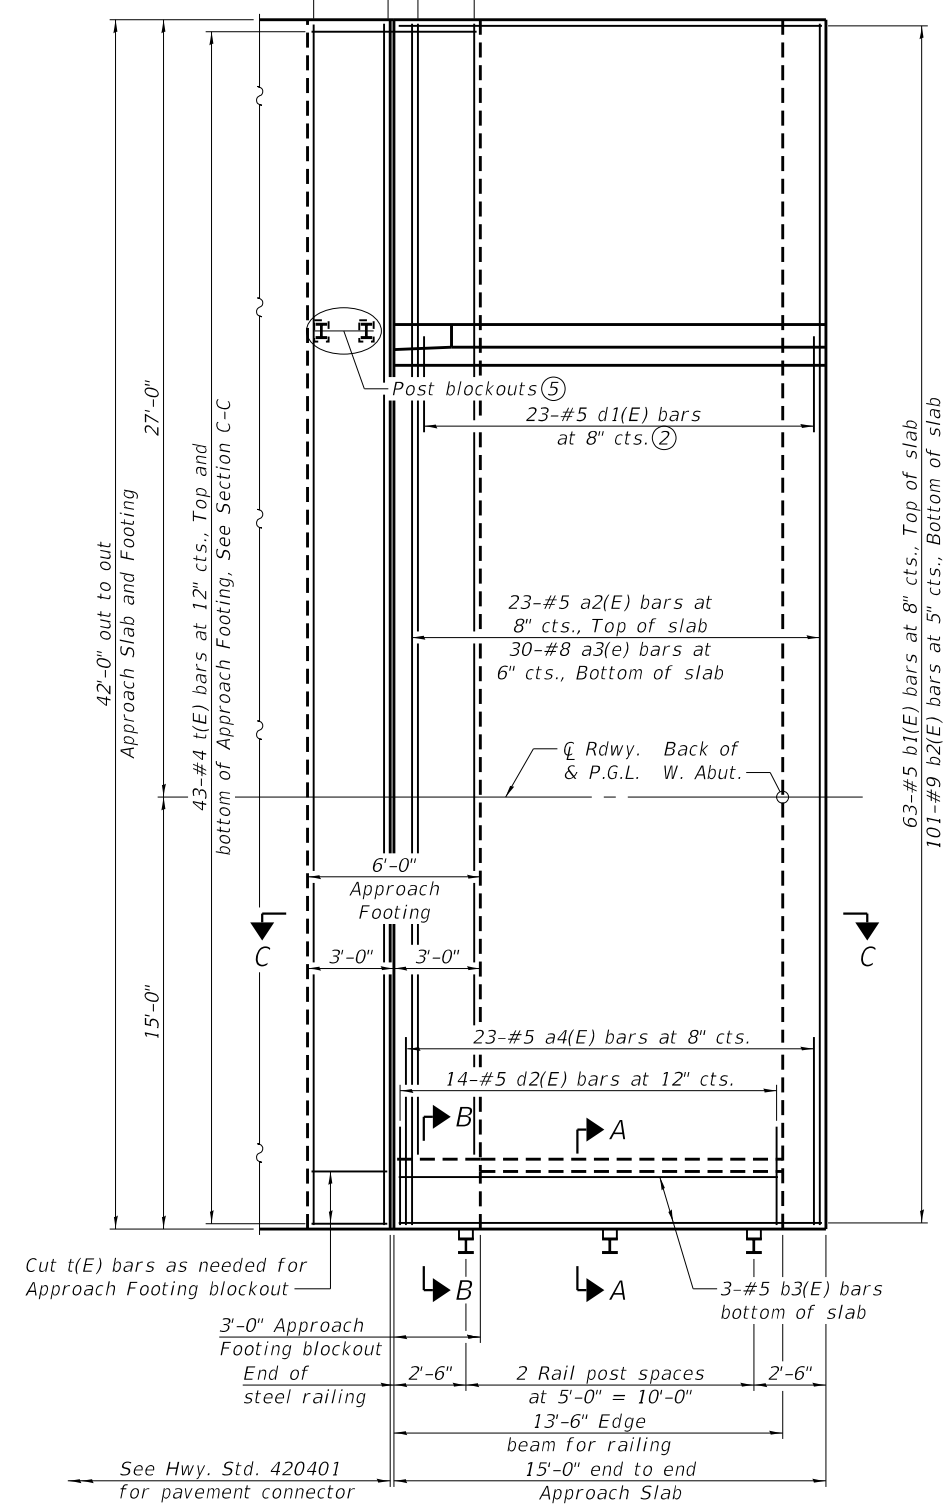 Post blockouts 5
23-#5 d1(E) bars
at 8" cts. 2
27'-0"
42'-0" out to out
Approach Slab and Footing
43-#4 t(E) bars at 12" cts., Top and
bottom of Approach Footing, See Section C-C
63-#5 b1(E) bars at 8" cts., Top of slab
101-#9 b2(E) bars at 5" cts., Bottom of slab
23-#5 a2(E) bars at
8" cts., Top of slab
30-#8 a3(e) bars at
6" cts., Bottom of slab
℄ Rdwy.
& P.G.L.
Back of
W. Abut.
6'-0"
Approach
Footing
C
C
3'-0"
3'-0"
15'-0"
23-#5 a4(E) bars at 8" cts.
14-#5 d2(E) bars at 12" cts.
B
A
Cut t(E) bars as needed for
Approach Footing blockout
B
A
3-#5 b3(E) bars
bottom of slab
3'-0" Approach
Footing blockout
End of
steel railing
2'-6"
2 Rail post spaces
at 5'-0" = 10'-0"
2'-6"
13'-6" Edge
beam for railing
See Hwy. Std. 420401
for pavement connector
15'-0" end to end
Approach Slab